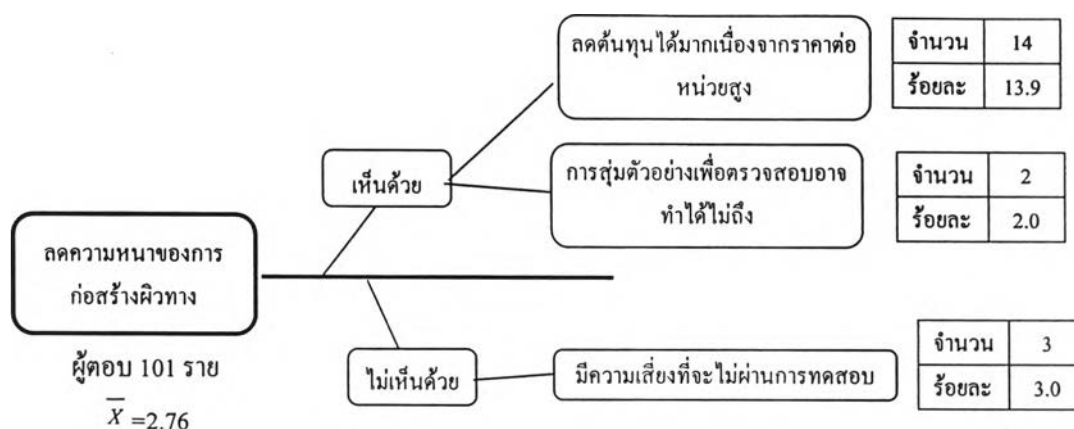 ลดต้นทุนได้มากเนื่องจากราคาต่อ
หน่วยสูง
จำนวน 14
ร้อยละ 13.9
เห็นด้วย
การสุ่มตัวอย่างเพื่อตรวจสอบอาจ
ทำได้ไม่ถึง
จำนวน 2
ร้อยละ 2.0
ลดความหนาของการ
ก่อสร้างผิวทาง
ผู้ตอบ 101 ราย
X̄ =2.76
ไม่เห็นด้วย
มีความเสี่ยงที่จะไม่ผ่านการทดสอบ
จำนวน 3
ร้อยละ 3.0